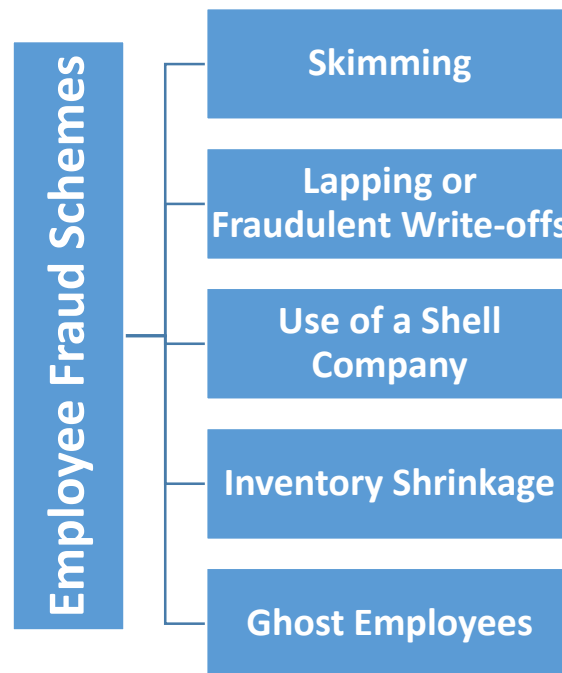 Employee Fraud Schemes
Skimming
Lapping or
Fraudulent Write-offs
Use of a Shell
Company
Inventory Shrinkage
Ghost Employees